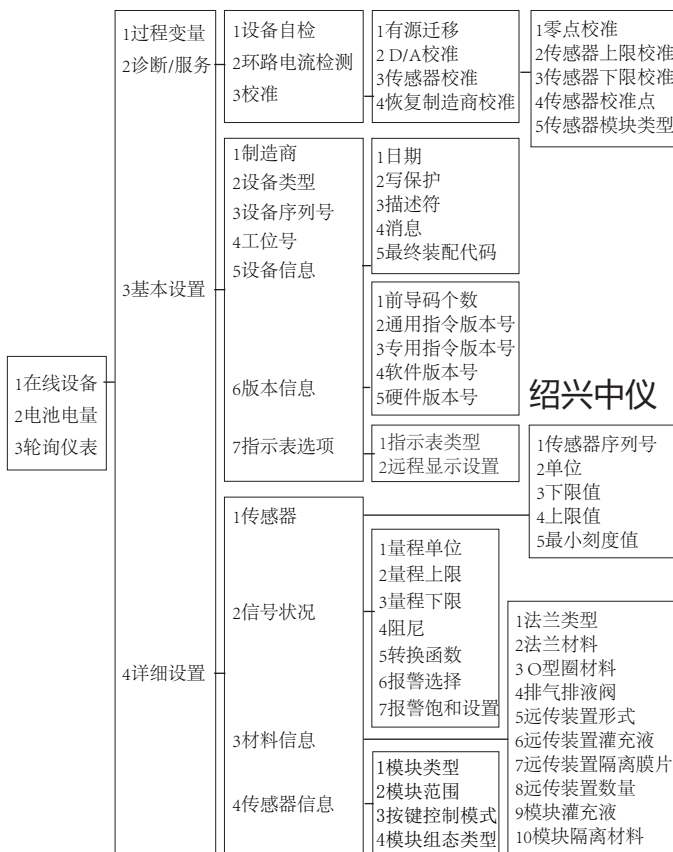 1在线设备
2电池电量
3轮询仪表
1过程变量
2诊断/服务
3基本设置
4详细设置
1设备自检
2环路电流检测
3校准
1有源迁移
2 D/A校准
3传感器校准
4恢复制造商校准
1零点校准
2传感器上限校准
3传感器下限校准
4传感器校准点
5传感器模块类型
1制造商
2设备类型
3设备序列号
4工位号
5设备信息
6版本信息
7指示表选项
1日期
2写保护
3描述符
4消息
5最终装配代码
1前导码个数
2通用指令版本号
3专用指令版本号
4软件版本号
5硬件版本号
1指示表类型
2远程显示设置
绍兴中仪
1传感器
2信号状况
3材料信息
4传感器信息
1传感器序列号
2单位
3下限值
4上限值
5最小刻度值
1量程单位
2量程上限
3量程下限
4阻尼
5转换函数
6报警选择
7报警饱和设置
1法兰类型
2法兰材料
3 O型圈材料
4排气排液阀
5远传装置形式
6远传装置灌充液
7远传装置隔离膜片
8远传装置数量
9模块灌充液
10模块隔离材料
1模块类型
2模块范围
3按键控制模式
4模块组态类型